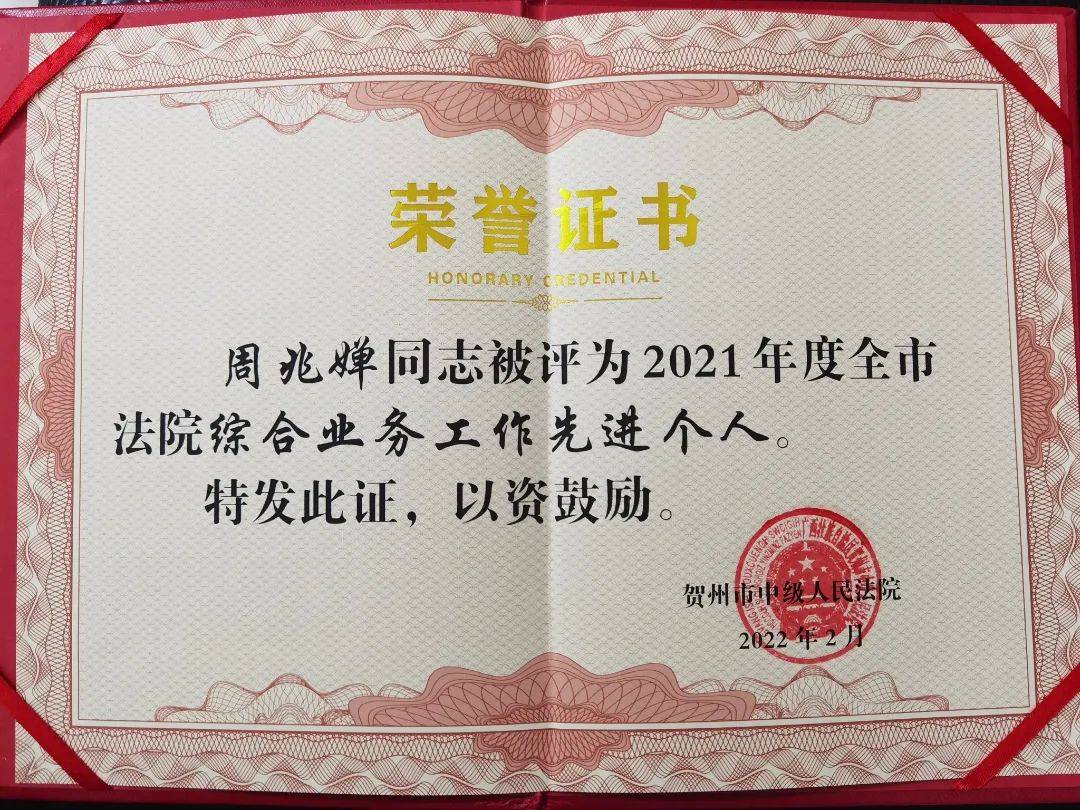 荣誉证书
HONORARY CREDENTIAL
周兆婵同志被评为2021年度全市
法院综合业务工作先进个人。
特发此证，以资鼓励。
贺州市中级人民法院
2022年2月